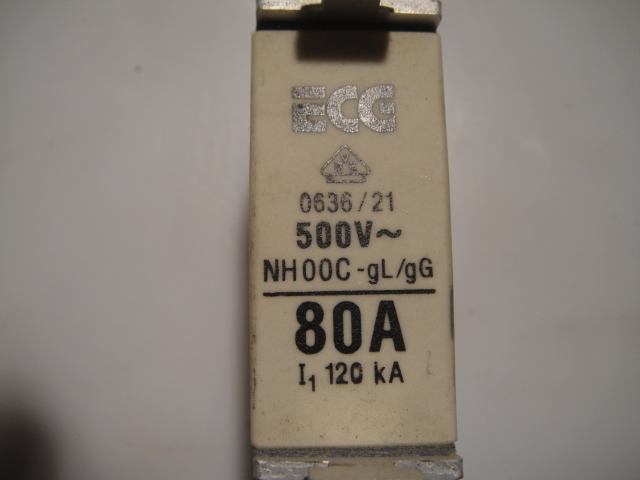 ECG
0636/21
500V~
NH00C-gL/gG
80A
I₁ 120 kA